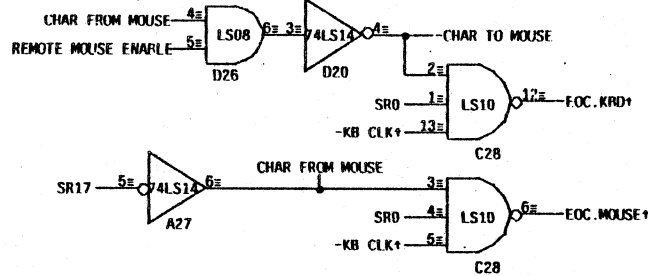 CHAR FROM MOUSE 4≡
LS08
6≡ 3≡ 74LS14 4≡ -CHAR TO MOUSE
REMOTE MOUSE ENABLE 5≡
D26
D20
2≡
SR0 1≡ LS10 12≡ EOC.KBD↑
-KB CLK↑ 13≡
C28
CHAR FROM MOUSE
SR17 5≡ 74LS14 6≡ 3≡
A27
SR0 4≡ LS10 6≡ EOC.MOUSE↑
-KB CLK↑ 5≡
C28